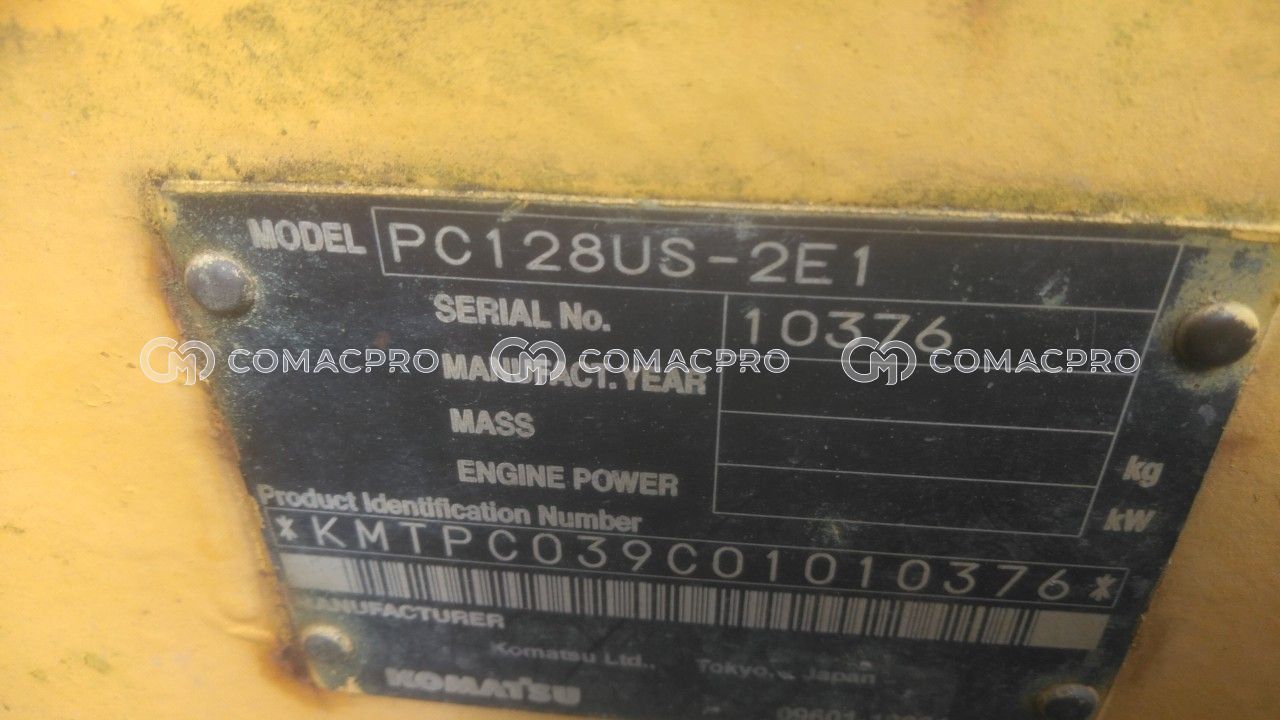 MODEL PC128US-2E1
SERIAL No. 10376
COMACPRO COMACPRO COMACPRO
MANUFACT.YEAR
MASS kg
ENGINE POWER kW
Product Identification Number
*KMTPC039C01010376*
MANUFACTURER
Komatsu Ltd., Tokyo, Japan
KOMATSU